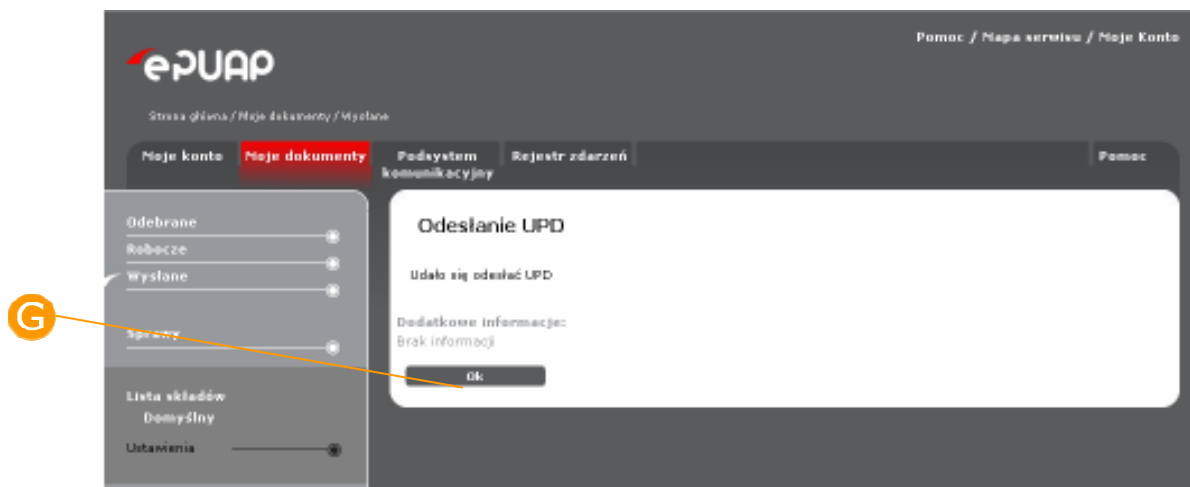 Pomoc / Mapa serwisu / Moje Konto
ePUAP
Strona główna / Moje dokumenty / Wysłane
Moje konto
Moje dokumenty
Podsystem
komunikacyjny
Rejestr zdarzeń
Pomoc
Odebrane
Robocze
Wysłane
Sprawy
Lista składów
Domyślny
Ustawienia
Odesłanie UPD
Udało się odesłać UPD
Dodatkowe informacje:
Brak informacji
Ok
G